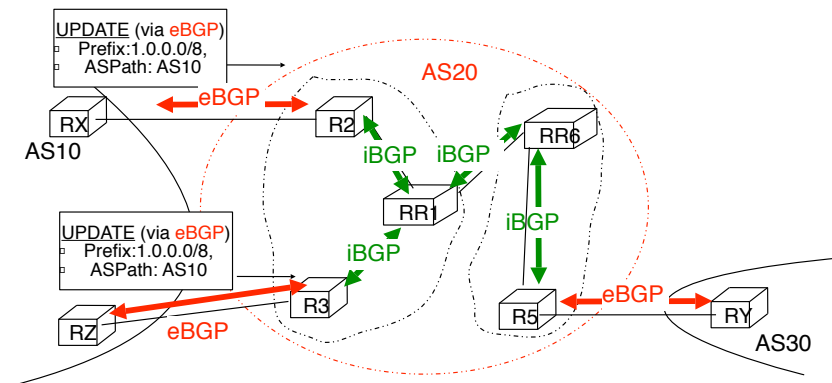 UPDATE (via eBGP)
Prefix:1.0.0.0/8,
ASPath: AS10
AS20
eBGP
RX
R2
RR6
AS10
iBGP
iBGP
RR1
UPDATE (via eBGP)
Prefix:1.0.0.0/8,
ASPath: AS10
iBGP
iBGP
R3
eBGP
RZ
eBGP
R5
RY
AS30